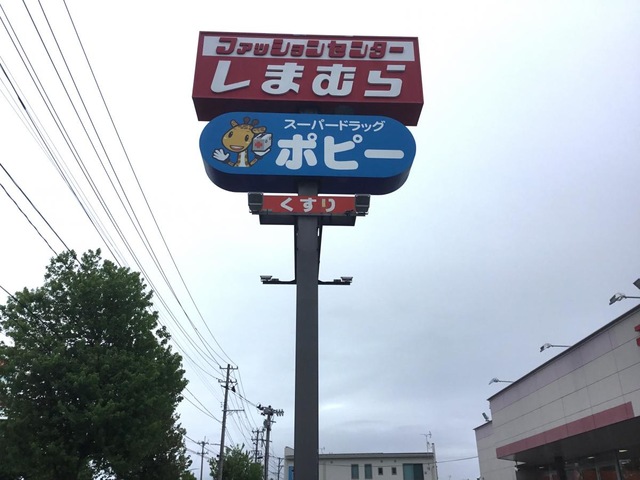 ファッションセンター
しまむら
スーパードラッグ
ポピー
くすり